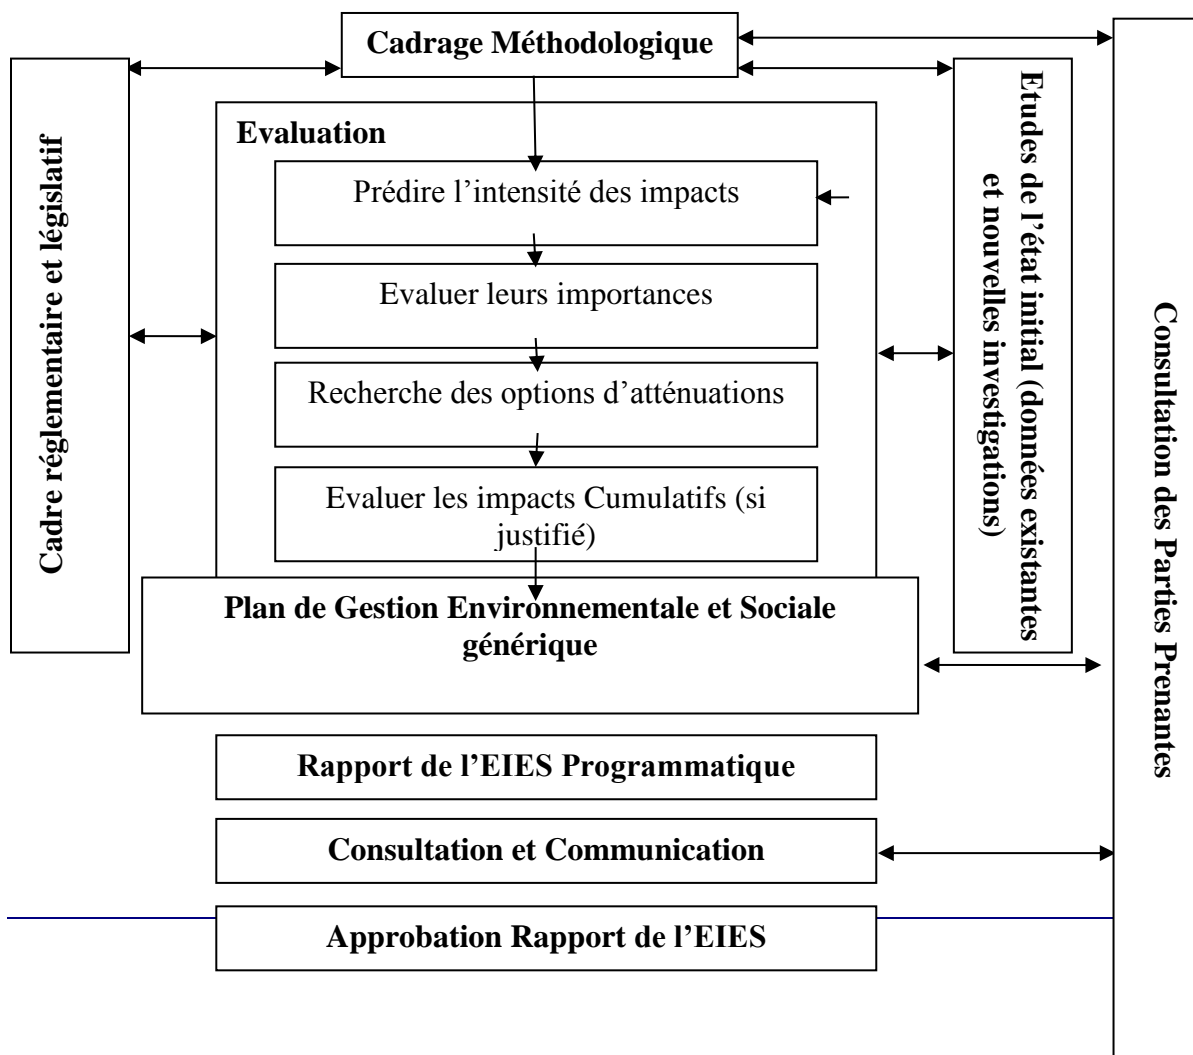 Cadrage Méthodologique
Cadre réglementaire et législatif
Evaluation
Prédire l’intensité des impacts
Evaluer leurs importances
Recherche des options d’atténuations
Evaluer les impacts Cumulatifs (si
justifié)
Plan de Gestion Environnementale et Sociale
générique
Rapport de l’EIES Programmatique
Consultation et Communication
Approbation Rapport de l’EIES
Etudes de l’état initial (données existantes
et nouvelles investigations)
Consultation des Parties Prenantes